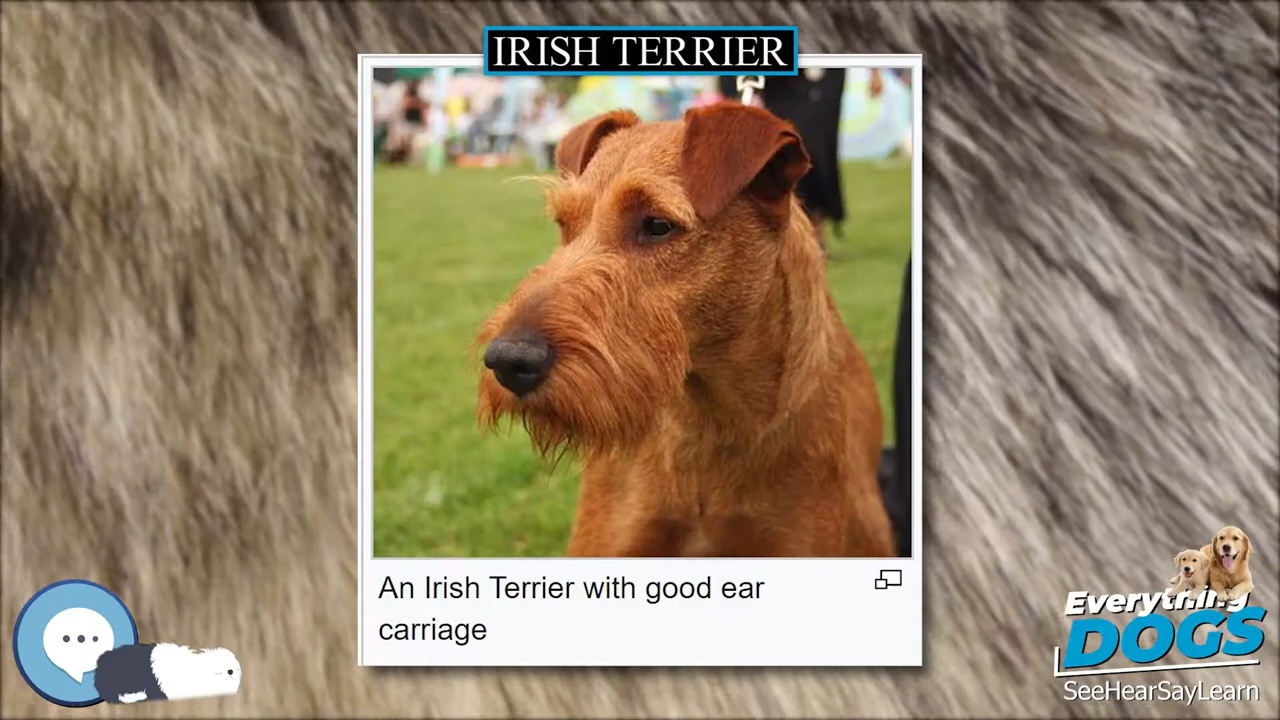 IRISH TERRIER
An Irish Terrier with good ear
carriage
Everything
DOGS
SeeHearSayLearn